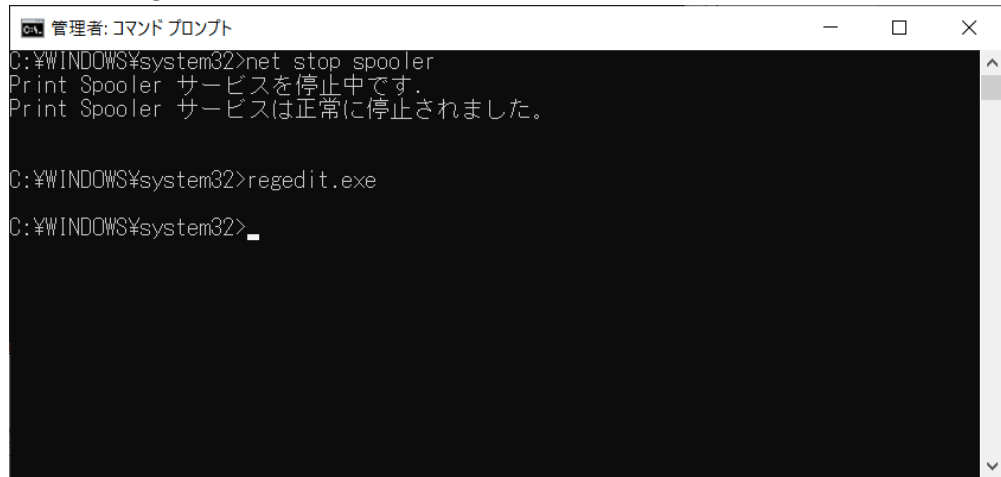 管理者: コマンド プロンプト
C:¥WINDOWS¥system32>net stop spooler
Print Spooler サービスを停止中です.
Print Spooler サービスは正常に停止されました。
C:¥WINDOWS¥system32>regedit.exe
C:¥WINDOWS¥system32>